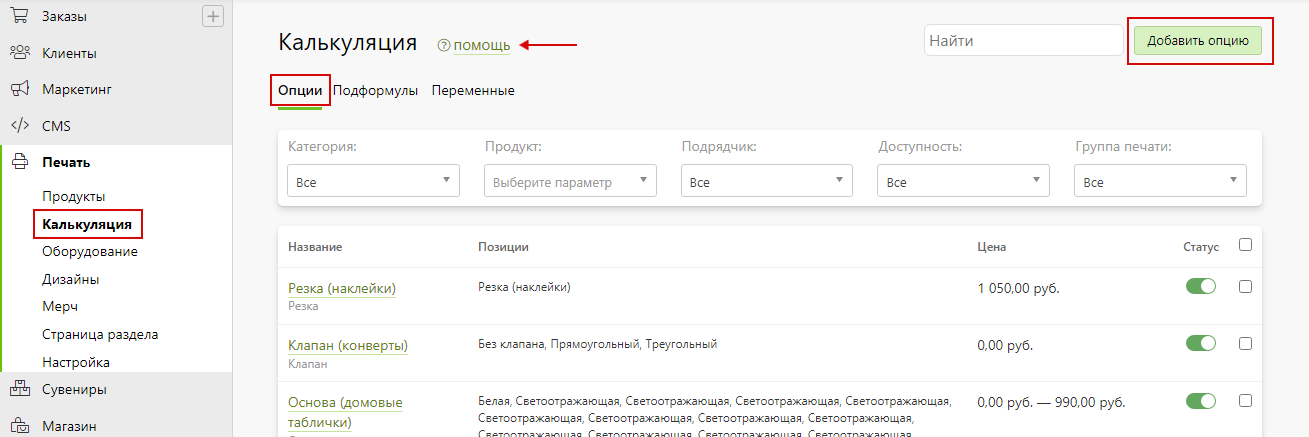 Заказы
Клиенты
Маркетинг
CMS
Печать
Продукты
Калькуляция
Оборудование
Дизайны
Мерч
Страница раздела
Настройка
Сувениры
Магазин
Калькуляция ? помощь
Найти
Добавить опцию
Опции Подформулы Переменные
Категория: Продукт: Подрядчик: Доступность: Группа печати:
Все Выберите параметр Все Все Все
Название Позиции Цена Статус
Резка (наклейки) Резка (наклейки) 1 050,00 руб.
Резка
Клапан (конверты) Без клапана, Прямоугольный, Треугольный 0,00 руб.
Клапан
Основа (домовые Белая, Светоотражающая, Светоотражающая, Светоотражающая, Светоотражающая, 0,00 руб. — 990,00 руб.
таблички) Светоотражающая, Светоотражающая, Светоотражающая, Светоотражающая,
Светоотражающая, Светоотражающая, Светоотражающая, Светоотражающая